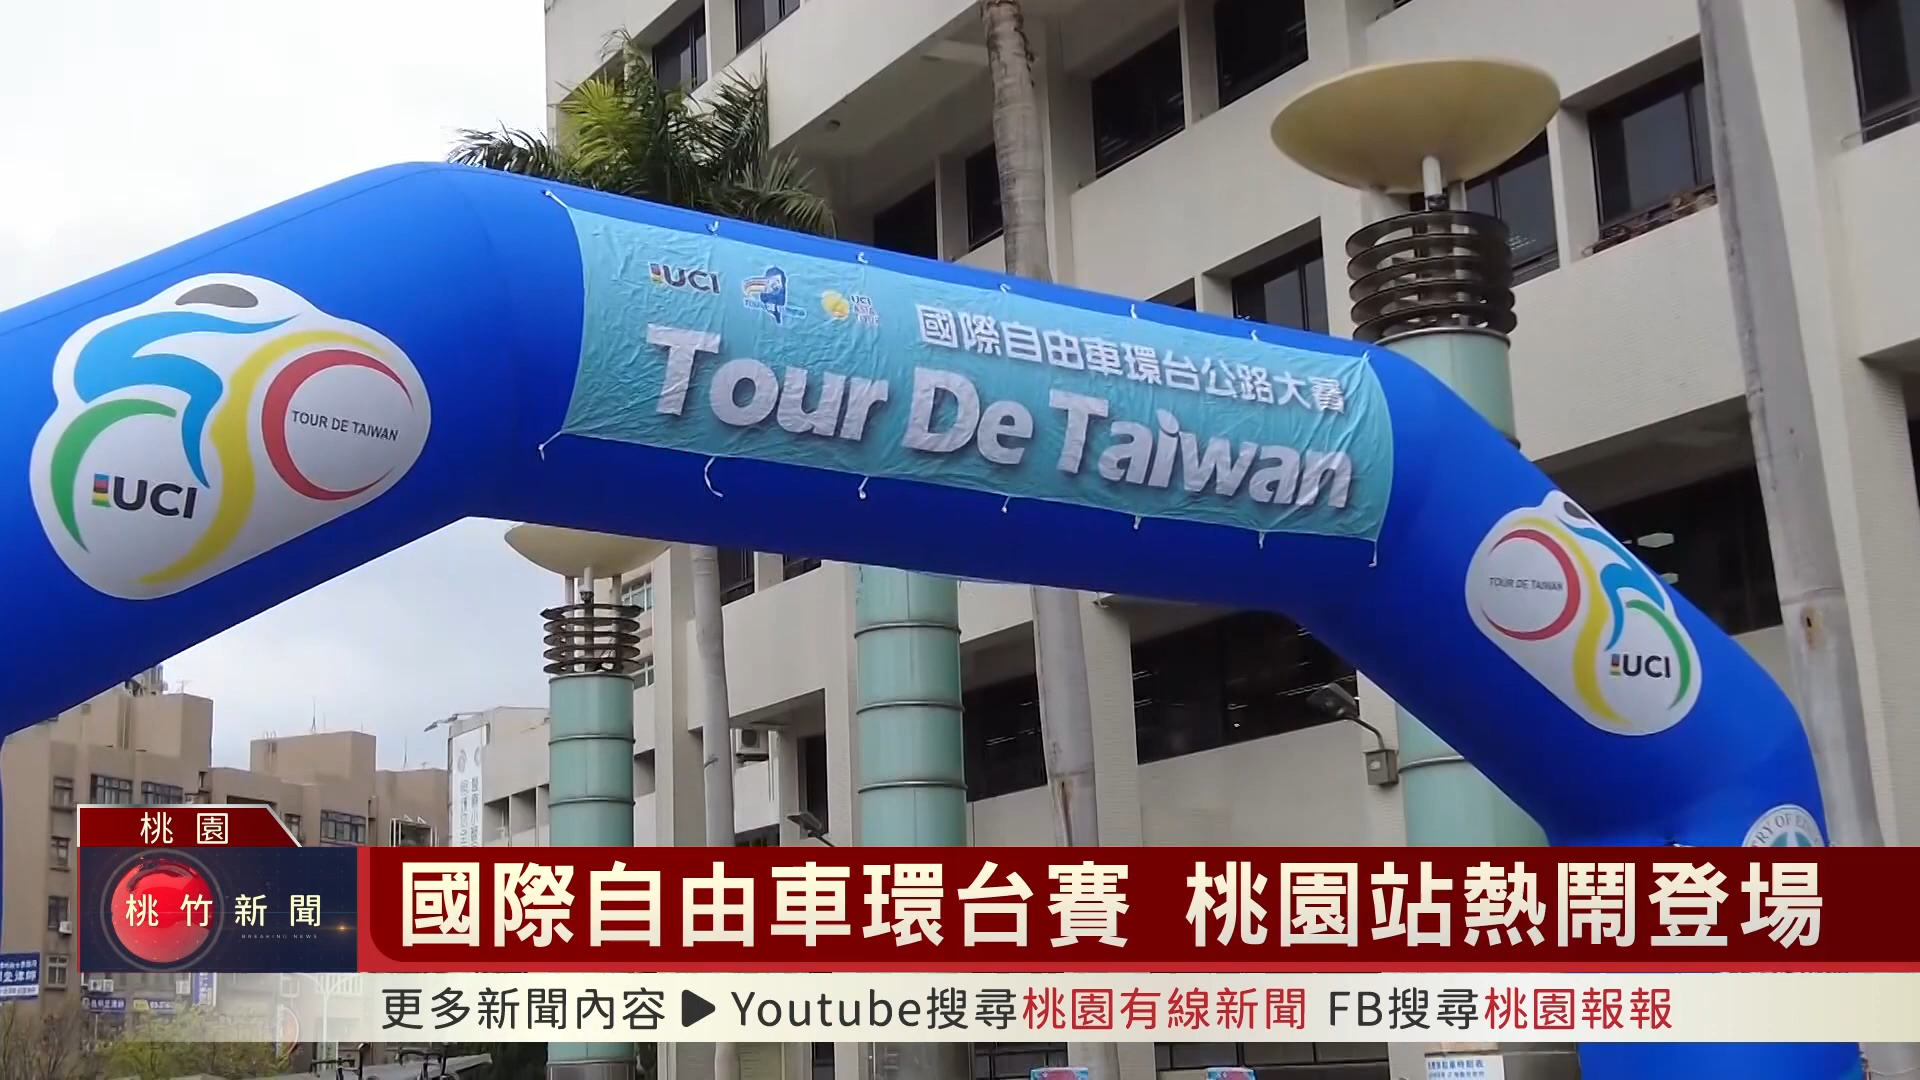 UCI
國際自由車環台公路大賽
Tour De Taiwan
TOUR DE TAIWAN
UCI
TOUR DE TAIWAN
UCI
桃園
桃竹新聞
BREAKING NEWS
國際自由車環台賽 桃園站熱鬧登場
更多新聞內容▶Youtube搜尋桃園有線新聞 FB搜尋桃園報報